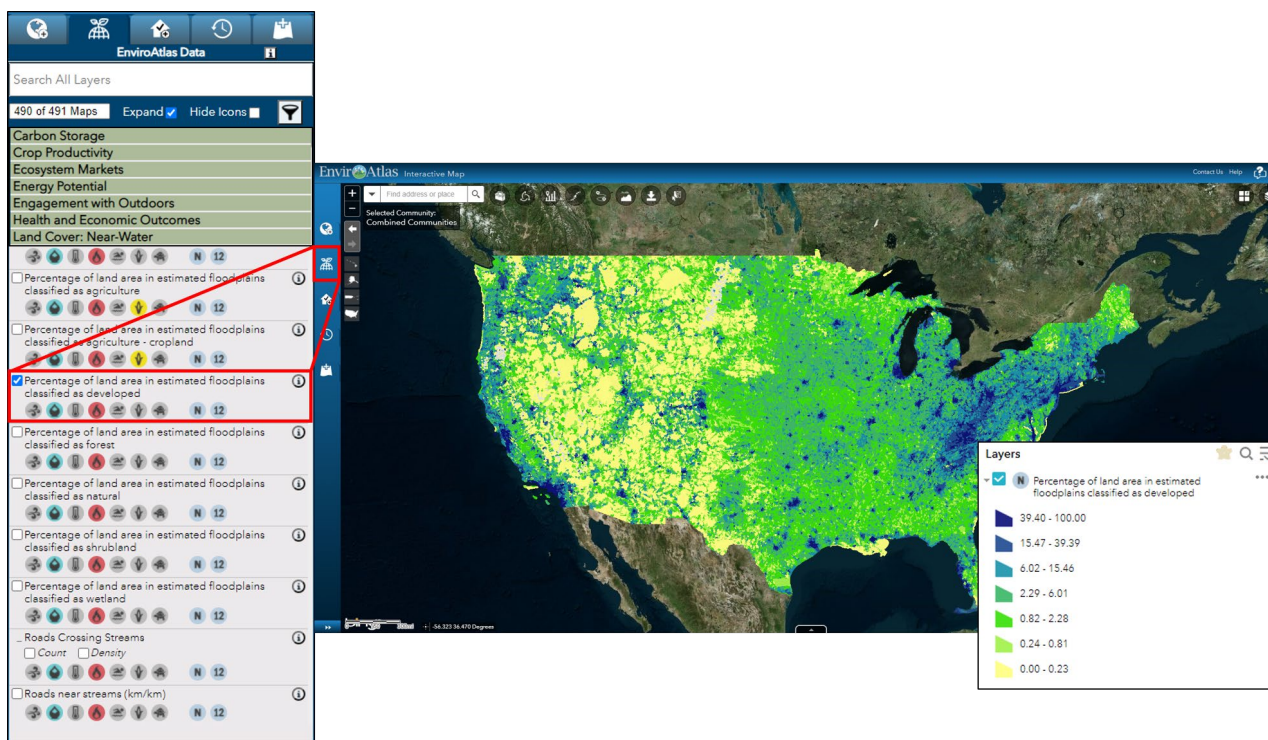 EnviroAtlas Data
Search All Layers
490 of 491 Maps Expand Hide Icons
Carbon Storage
Crop Productivity
Ecosystem Markets
Energy Potential
Engagement with Outdoors
Health and Economic Outcomes
Land Cover: Near-Water
N 12
Percentage of land area in estimated floodplains
classified as agriculture
N 12
Percentage of land area in estimated floodplains
classified as agriculture - cropland
N 12
Percentage of land area in estimated floodplains
classified as developed
N 12
Percentage of land area in estimated floodplains
classified as forest
N 12
Percentage of land area in estimated floodplains
classified as natural
N 12
Percentage of land area in estimated floodplains
classified as shrubland
N 12
Percentage of land area in estimated floodplains
classified as wetland
N 12
Roads Crossing Streams
Count Density
N 12
Roads near streams (km/km)
N 12
EnviroAtlas Interactive Map
Contact Us Help
Find address or place
Selected Community:
Combined Communities
-56.323 36.470 Degrees
Layers
N Percentage of land area in estimated
floodplains classified as developed
39.40 - 100.00
15.47 - 39.39
6.02 - 15.46
2.29 - 6.01
0.82 - 2.28
0.24 - 0.81
0.00 - 0.23